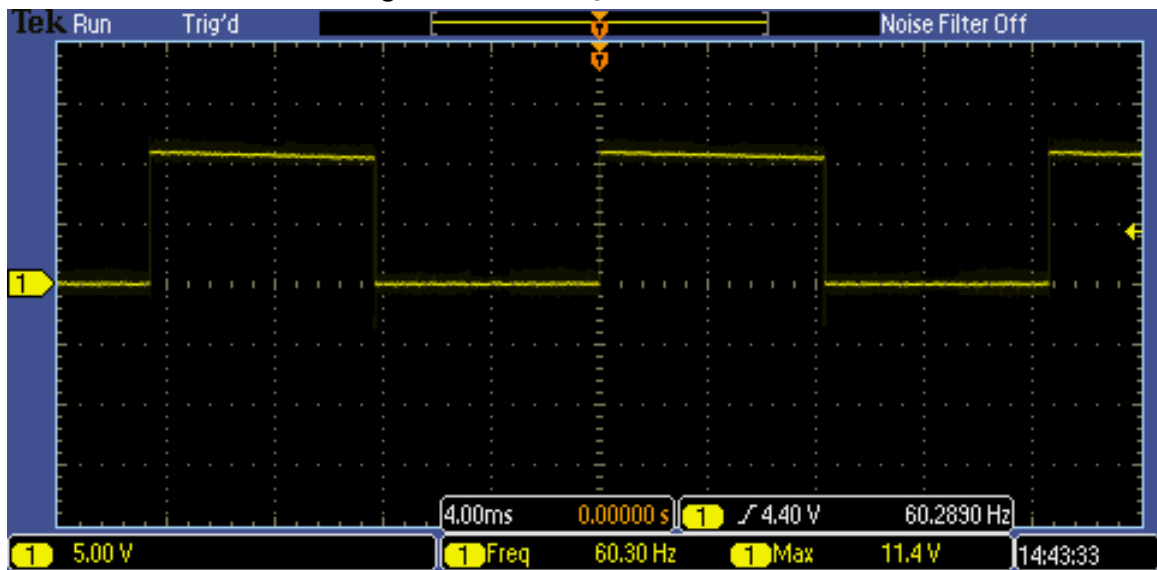 Tek Run Trig'd Noise Filter Off
T
T
1
4.00ms 0.00000 s 1 4.40 V 60.2890 Hz
1 5.00 V 1 Freq 60.30 Hz 1 Max 11.4 V 14:43:33